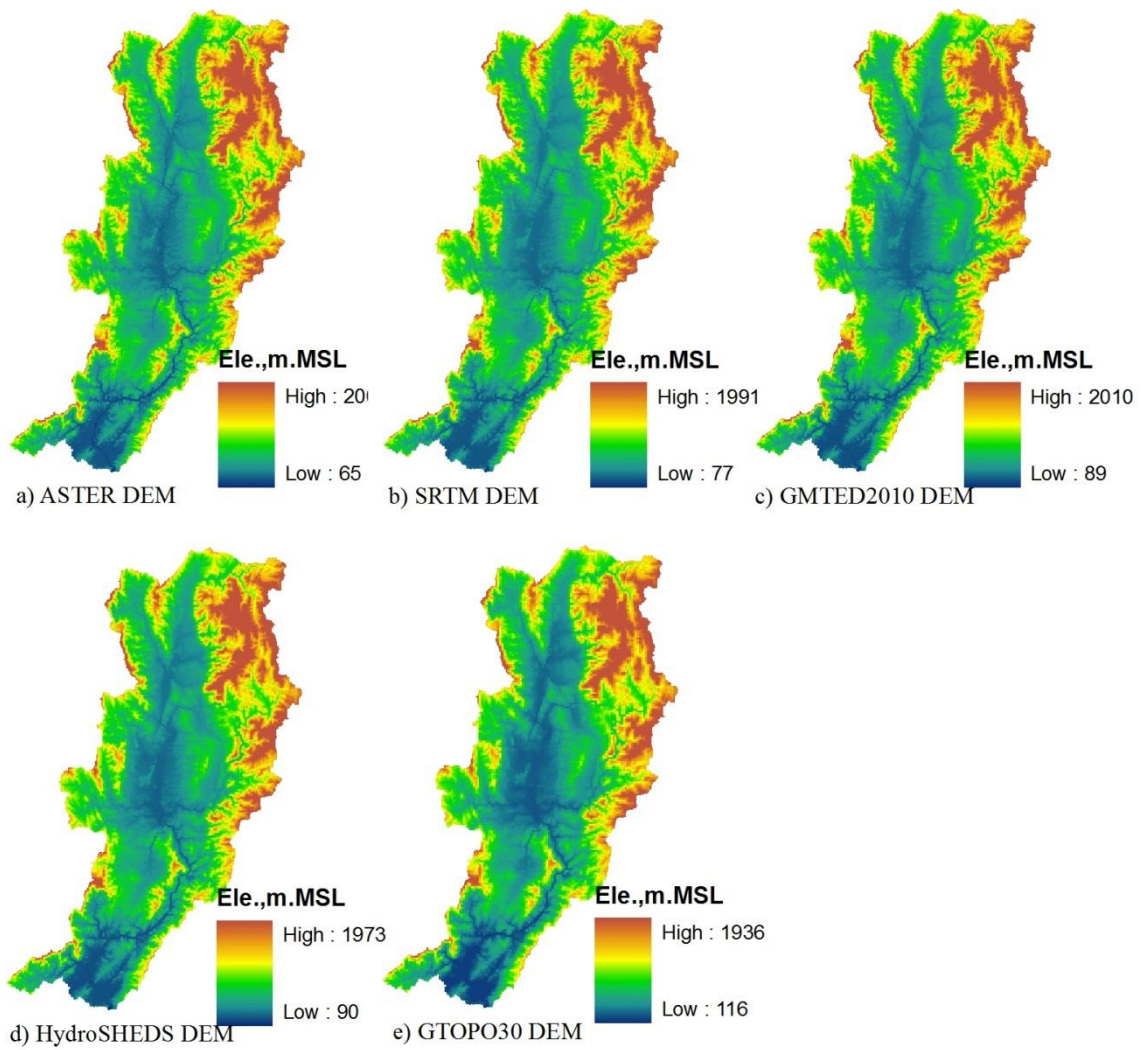 Ele.,m.MSL
High :
Low : 65
a) ASTER DEM
Ele.,m.MSL
High : 1991
Low : 77
b) SRTM DEM
Ele.,m.MSL
High : 2010
Low : 89
c) GMTED2010 DEM
Ele.,m.MSL
High : 1973
Low : 90
d) HydroSHEDS DEM
Ele.,m.MSL
High : 1936
Low : 116
e) GTOPO30 DEM